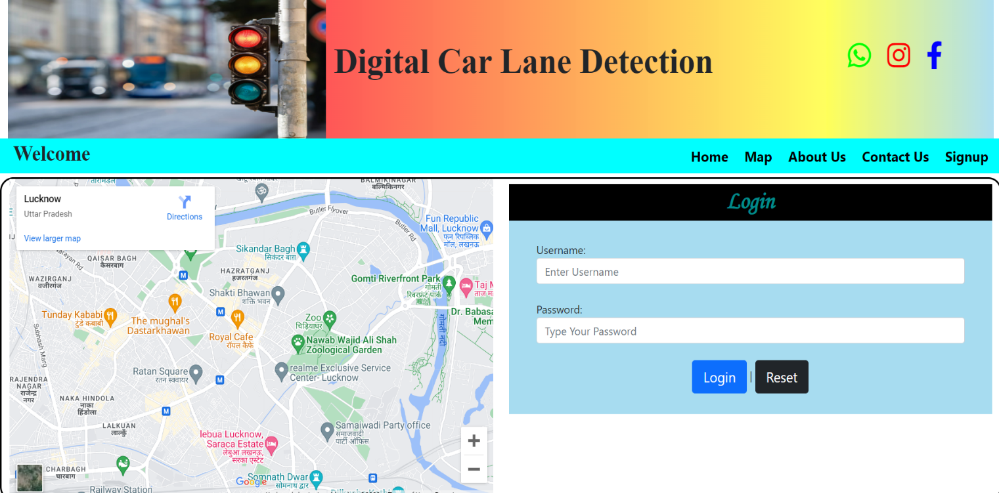 Digital Car Lane Detection
Welcome
Home Map About Us Contact Us Signup
Lucknow
Uttar Pradesh
Directions
View larger map
BALMIKINAGAR
बाल्मिकिनगर
Butler Flyover
Butler Rd
Fun Republic
Mall, Lucknow
फन रिपब्लिक
मॉल, लखनऊ
Sikandar Bagh
सिकंदर बाग़
QAISAR BAGH
कैसरबाग
HAZRATGANJ
हजरतगंज
WAZIRGANJ
वजीरगंज
Gomti Riverfront Park
गोमती
रिवरफ्रंट पार्क
Shakti Bhawan
शक्ति भवन
Tunday Kababi
टुंडे कबाबी
The mughal's
Dastarkhawan
Zoo
चिड़ियाघर
Dr. Babasa
Mem
Royal Cafe
रॉयल कैफे
Nawab Wajid Ali Shah
Zoological Garden
गोमती नदी
Subhash Marg
Ratan Square
रतन स्क्वायर
realme Exclusive Service
Center- Lucknow
RAJENDRA
NAGAR
राजेन्द्र
नगर
NAKA HINDOLA
नाका
हिंडोला
LALKUAN
लालकुँ
Samajwadi Party office
समाजवादी
पार्टी ऑफिस
lebua Lucknow,
Saraca Estate
लेबुआ लखनऊ,
सरका एस्टेट
CHARBAGH
चारबाग
Somnath Dwar
सोमनाथ द्वार
Google
Railway Station
Login
Username:
Enter Username
Password:
Type Your Password
Login | Reset